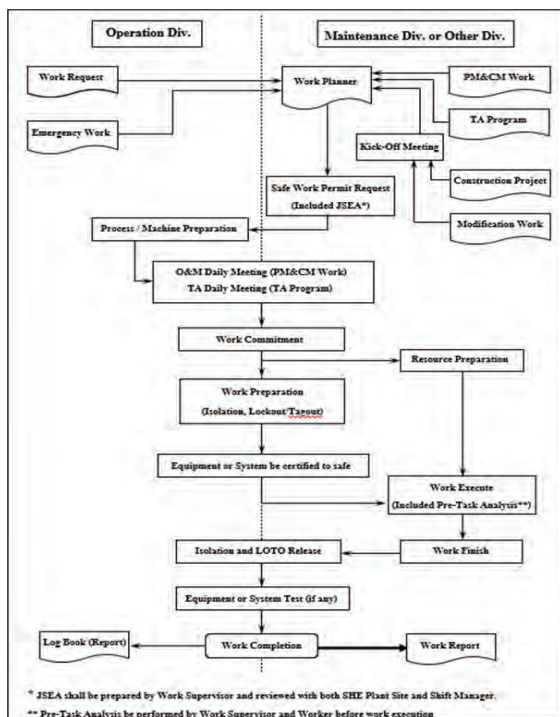 Operation Div.
Maintenance Div. or Other Div.
Work Request
Work Planner
PM&CM Work
Emergency Work
TA Program
Kick-Off Meeting
Safe Work Permit Request
(Included JSEA*)
Construction Project
Process / Machine Preparation
Modification Work
O&M Daily Meeting (PM&CM Work)
TA Daily Meeting (TA Program)
Work Commitment
Resource Preparation
Work Preparation
(Isolation, Lockout/Tagout)
Equipment or System be certified to safe
Work Execute
(Included Pre-Task Analysis**)
Isolation and LOTO Release
Work Finish
Equipment or System Test (if any)
Log Book (Report)
Work Completion
Work Report
* JSEA shall be prepared by Work Supervisor and reviewed with both SHE Plant Site and Shift Manager.
** Pre-Task Analysis be performed by Work Supervisor and Worker before work execution